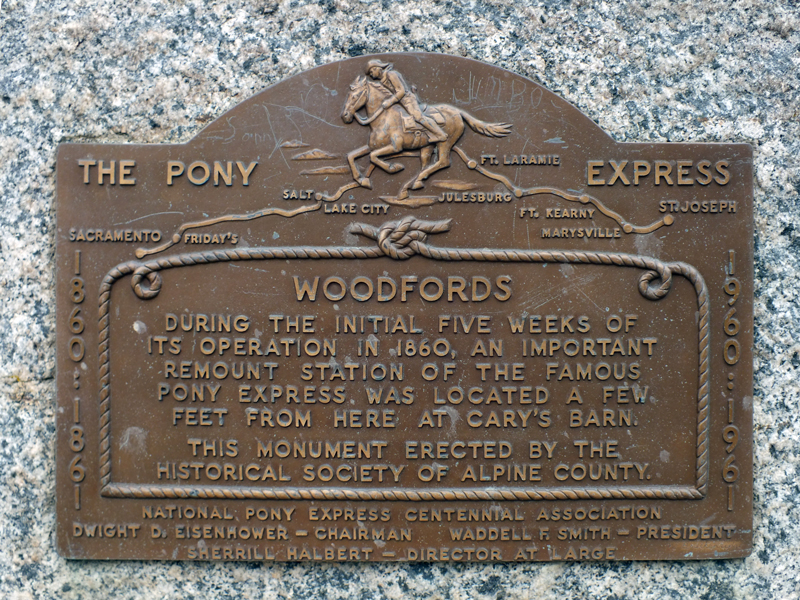 THE PONY EXPRESS
FT. LARAMIE
SALT LAKE CITY
JULESBURG
FT. KEARNY
ST. JOSEPH
SACRAMENTO
FRIDAY'S
MARYSVILLE
1860::1861
1960::1961
WOODFORDS
DURING THE INITIAL FIVE WEEKS OF
ITS OPERATION IN 1860, AN IMPORTANT
REMOUNT STATION OF THE FAMOUS
PONY EXPRESS WAS LOCATED A FEW
FEET FROM HERE AT CARY'S BARN.
THIS MONUMENT ERECTED BY THE
HISTORICAL SOCIETY OF ALPINE COUNTY.
NATIONAL PONY EXPRESS CENTENNIAL ASSOCIATION
DWIGHT D. EISENHOWER – CHAIRMAN WADDELL F. SMITH – PRESIDENT
SHERRILL HALBERT – DIRECTOR AT LARGE